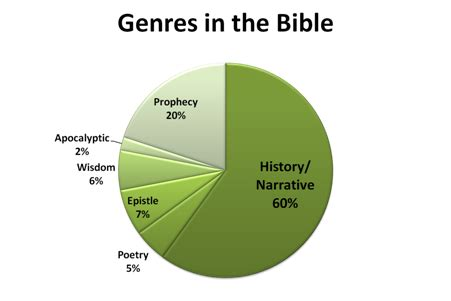 Genres in the Bible
Prophecy
20%
Apocalyptic
2%
Wisdom
6%
Epistle
7%
Poetry
5%
History/
Narrative
60%